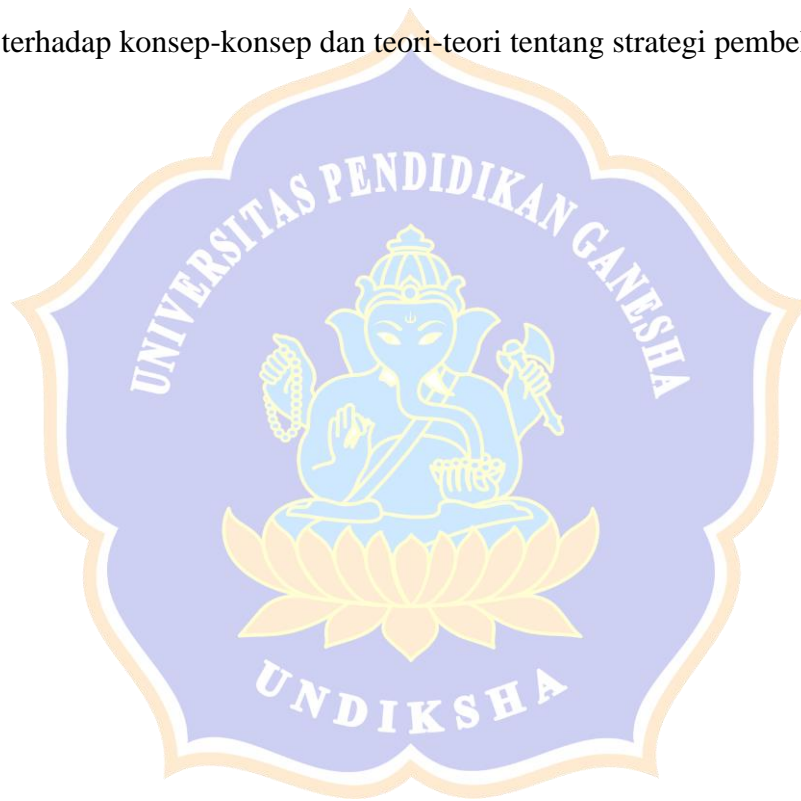 terhadap konsep-konsep dan teori-teori tentang strategi
UNIVERSITAS PENDIDIKAN GANESHA
UNDIKSHA